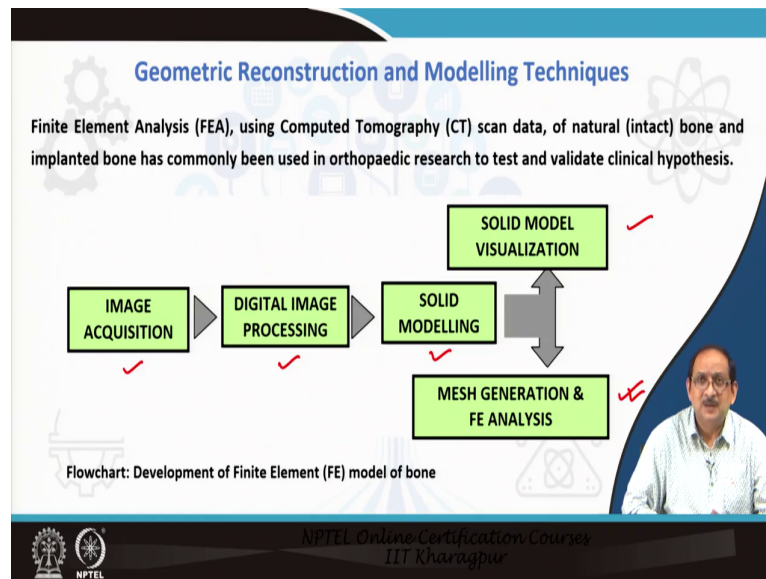 Geometric Reconstruction and Modelling Techniques
Finite Element Analysis (FEA), using Computed Tomography (CT) scan data, of natural (intact) bone and
implanted bone has commonly been used in orthopaedic research to test and validate clinical hypothesis.
SOLID MODEL
VISUALIZATION
IMAGE
ACQUISITION
DIGITAL IMAGE
PROCESSING
SOLID
MODELLING
MESH GENERATION &
FE ANALYSIS
Flowchart: Development of Finite Element (FE) model of bone
NPTEL Online Certification Courses
IIT Kharagpur
NPTEL